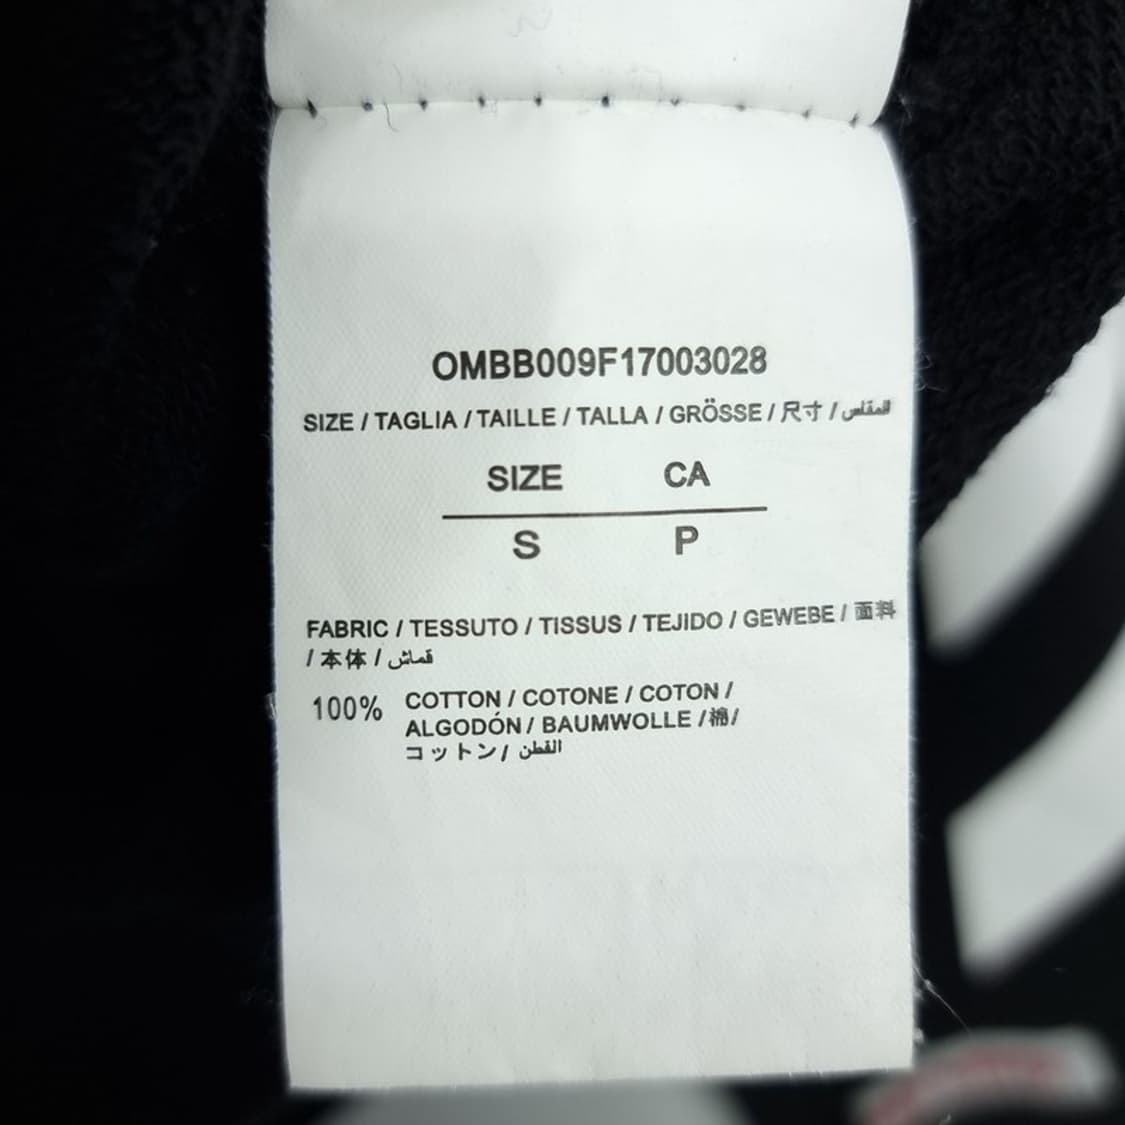 OMBB009F17003028
SIZE / TAGLIA / TAILLE / TALLA / GRÖSSE / 尺寸 / المقاس
SIZE CA
S P
FABRIC / TESSUTO / TISSUS / TEJIDO / GEWEBE / 面料
/ 本体 / قماش
100% COTTON / COTONE / COTON /
ALGODÓN / BAUMWOLLE / 棉/
コットン/ القطن